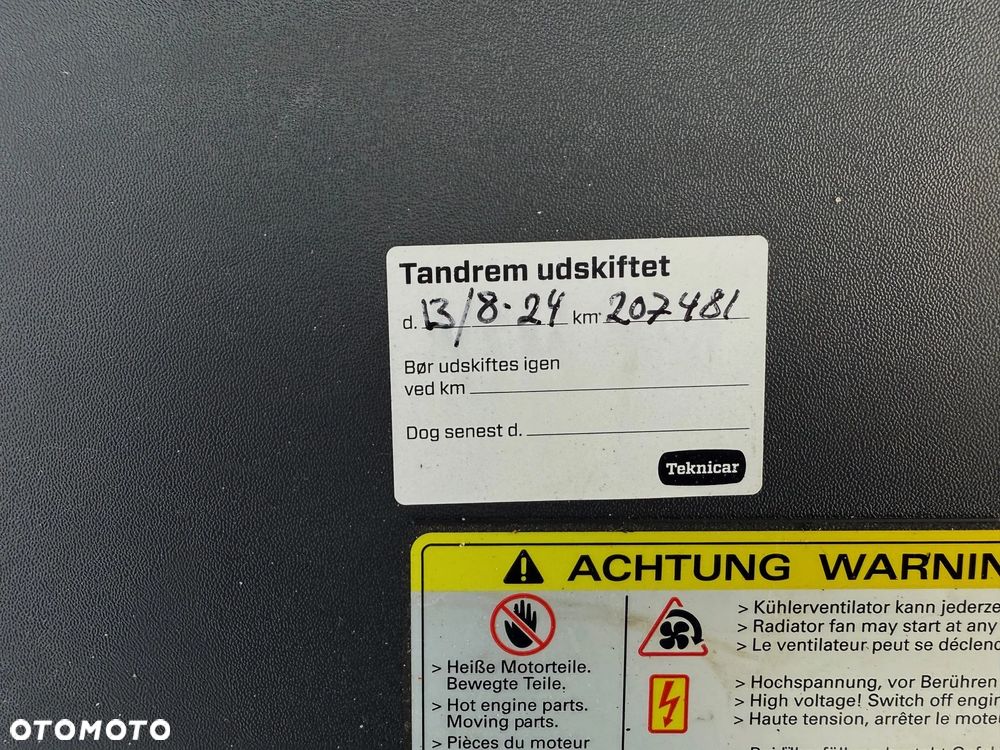 Tandrem udskiftet
d. 13/8-24 km 207481
Bør udskiftes igen
ved km
Dog senest d.
Teknicar
ACHTUNG WARNIN
> Heiße Motorteile.
Bewegte Teile.
> Hot engine parts.
Moving parts.
> Pièces du moteur
> Kühlerventilator kann jederze
> Radiator fan may start at any
> Le ventilateur peut se déclenc
> Hochspannung, vor Berühren
> High voltage! Switch off engin
> Haute tension, arrêter le moteu
OTOMOTO